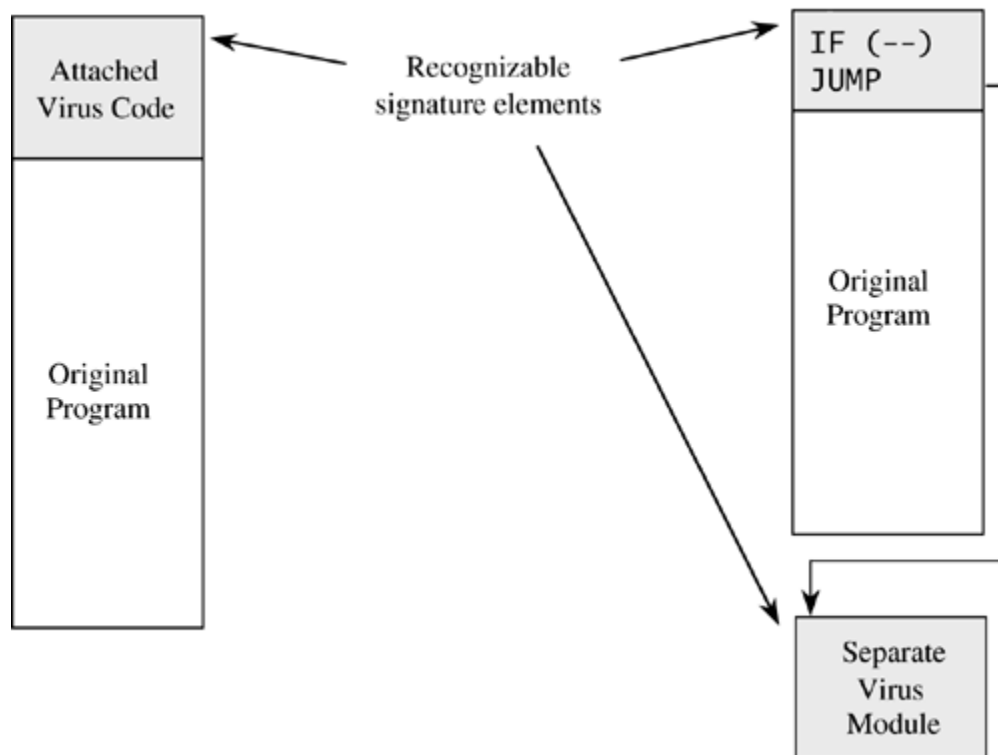 Attached
Virus Code
Original
Program
Recognizable
signature elements
IF (--)
JUMP
Original
Program
Separate
Virus
Module